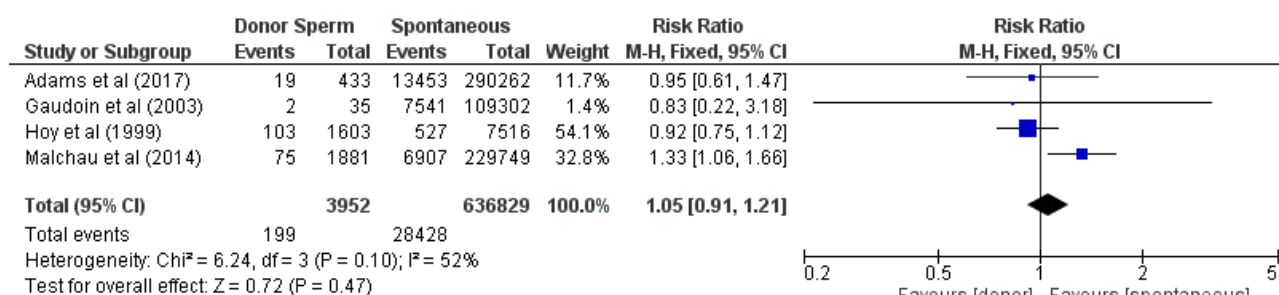 Donor Sperm Spontaneous Risk Ratio Risk Ratio
Study or Subgroup Events Total Events Total Weight M-H, Fixed, 95% CI M-H, Fixed, 95% CI
Adams et al (2017) 19 433 13453 290262 11.7% 0.95 [0.61, 1.47]
Gaudoin et al (2003) 2 35 7541 109302 1.4% 0.83 [0.22, 3.18]
Hoy et al (1999) 103 1603 527 7516 54.1% 0.92 [0.75, 1.12]
Malchau et al (2014) 75 1881 6907 229749 32.8% 1.33 [1.06, 1.66]
Total (95% CI) 3952 636829 100.0% 1.05 [0.91, 1.21]
Total events 199 28428
Heterogeneity: Chi² = 6.24, df = 3 (P = 0.10); I² = 52%
0.2 0.5 1 2 5
Test for overall effect: Z = 0.72 (P = 0.47)
Favours [donor] Favours [spontaneous]